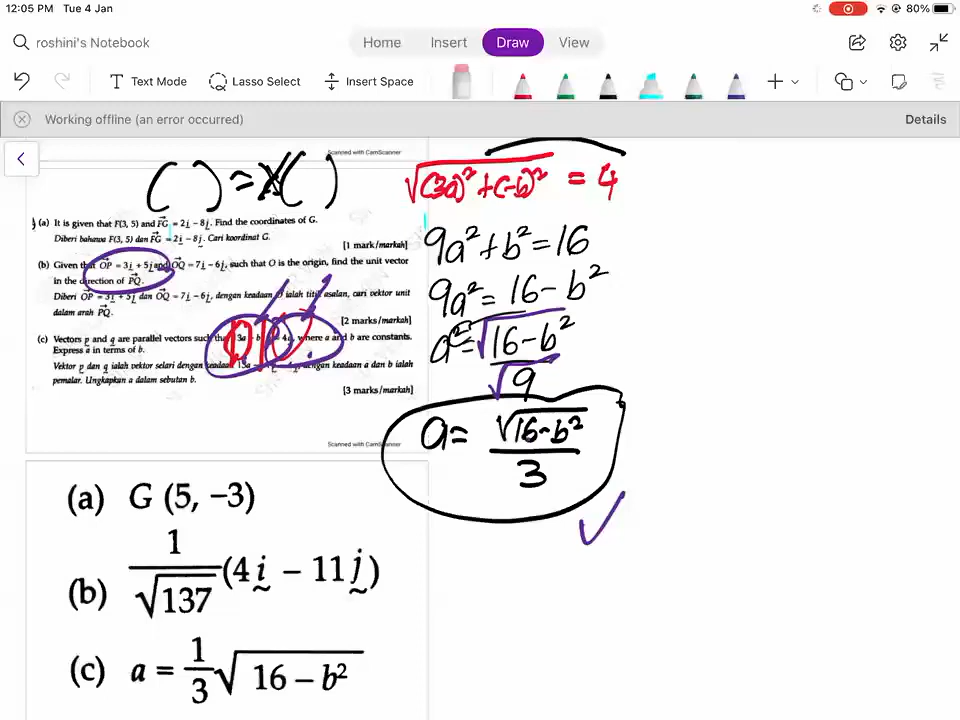 12:05 PM Tue 4 Jan
80%
roshini's Notebook
Home Insert Draw View
Text Mode Lasso Select Insert Space
Working offline (an error occurred) Details
Scanned with CamScanner
( ) = λ( )
(a) It is given that F(3, 5) and FG = 2i – 8j. Find the coordinates of G.
Diberi bahawa F(3, 5) dan FG = 2i – 8j. Cari koordinat G.
[1 mark/markah]
(b) Given that OP = 3i + 5j and OQ = 7i – 6j, such that O is the origin, find the unit vector
in the direction of PQ.
Diberi OP = 3i + 5j dan OQ = 7i – 6j, dengan keadaan O ialah titik asalan, cari vektor unit
dalam arah PQ.
[2 marks/markah]
(c) Vectors p and q are parallel vectors such that 3a – b = 4q, where a and b are constants.
Express a in terms of b.
Vektor p dan q ialah vektor selari dengan keadaan dengan keadaan a dan b ialah
pemalar. Ungkapkan a dalam sebutan b.
[3 marks/markah]
Scanned with CamScanner
√(3a)²+(-b)² = 4
9a²+b²=16
9a²=16-b²
a²=√16-b²
√9
a= √16-b²
3
(a) G (5, −3)
(b) 1/√137 (4i − 11j)
(c) a = 1/3 √16 − b²